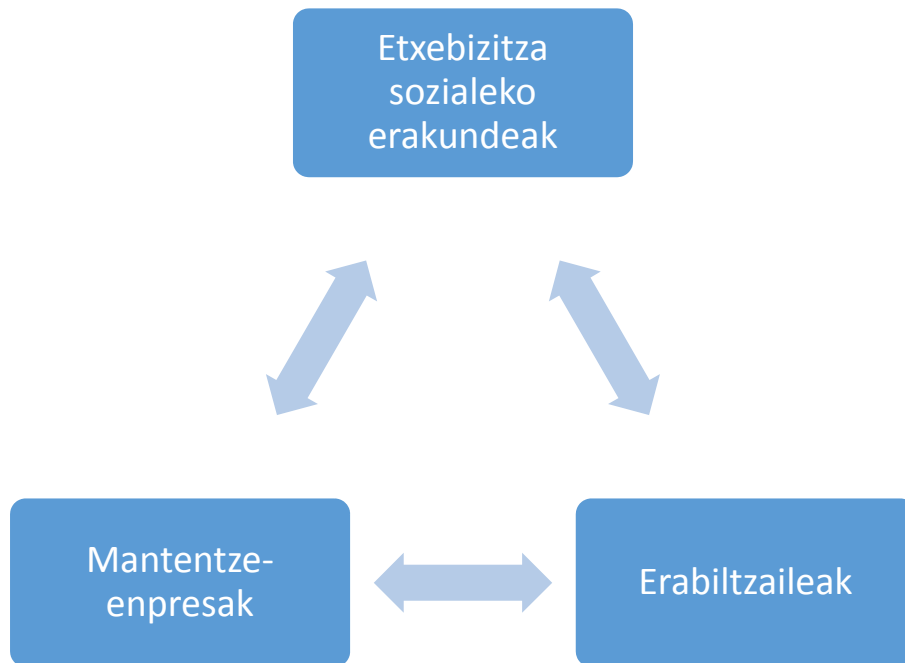 Etxebizitza
sozialeko
erakundeak
Mantentze-
enpresak
Erabiltzaileak